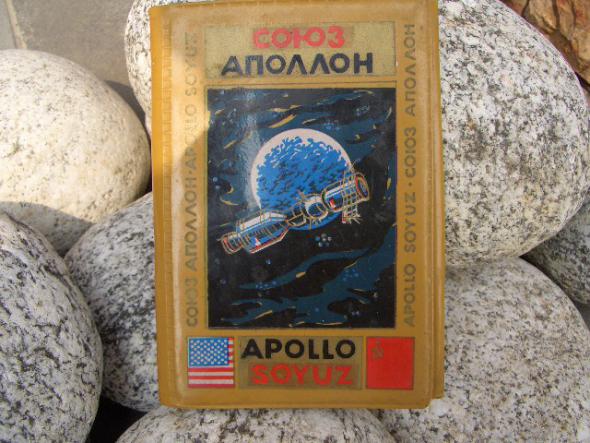 СОЮЗ
АПОЛЛОН
СОЮЗ АПОЛЛОН · APOLLO SOYUZ
APOLLO SOYUZ · СОЮЗ АПОЛЛОН
APOLLO
SOYUZ